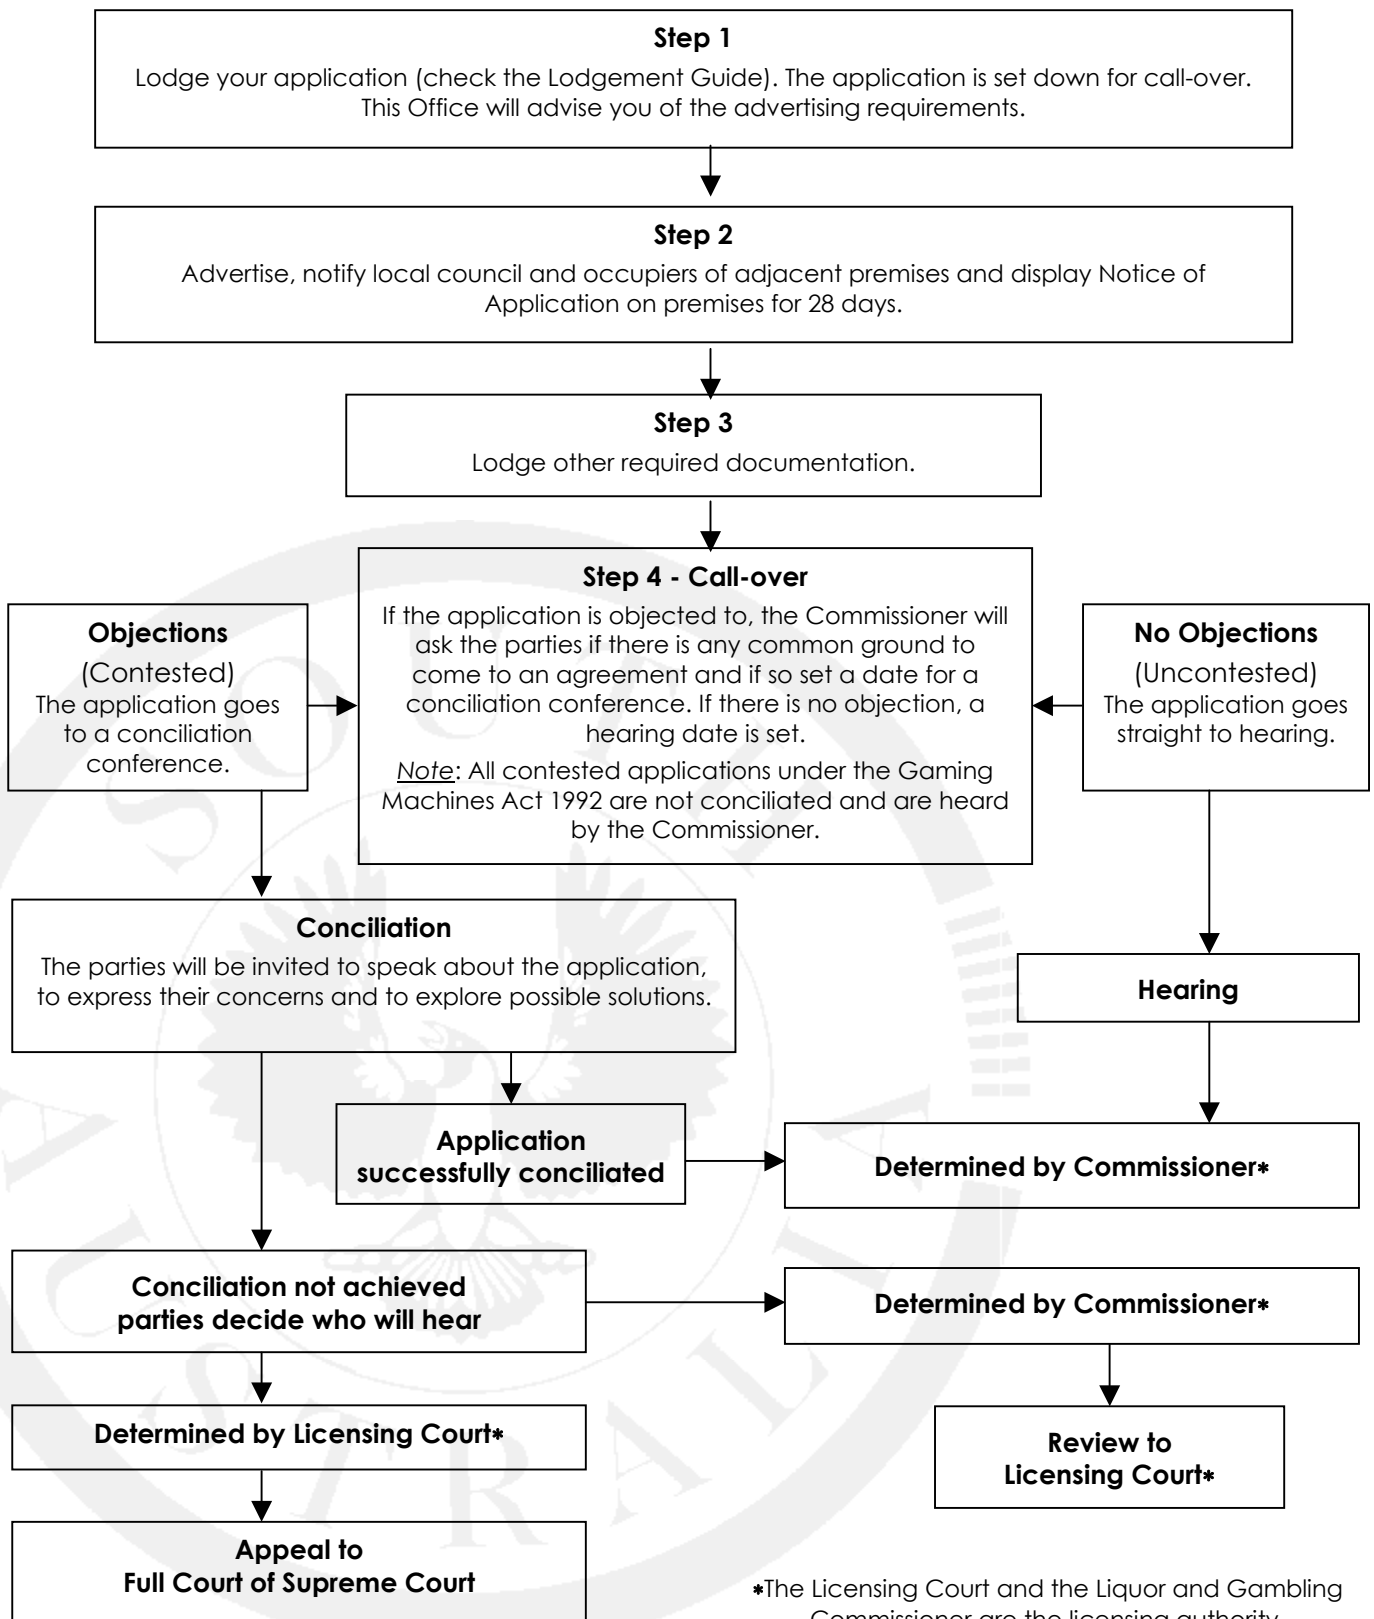 Step 1
Lodge your application (check the Lodgement Guide). The application is set down for call-over.
This Office will advise you of the advertising requirements.
Step 2
Advertise, notify local council and occupiers of adjacent premises and display Notice of
Application on premises for 28 days.
Step 3
Lodge other required documentation.
Step 4 - Call-over
If the application is objected to, the Commissioner will
ask the parties if there is any common ground to
come to an agreement and if so set a date for a
conciliation conference. If there is no objection, a
hearing date is set.
Note: All contested applications under the Gaming
Machines Act 1992 are not conciliated and are heard
by the Commissioner.
Objections
(Contested)
The application goes
to a conciliation
conference.
No Objections
(Uncontested)
The application goes
straight to hearing.
Conciliation
The parties will be invited to speak about the application,
to express their concerns and to explore possible solutions.
Hearing
Application
successfully conciliated
Determined by Commissioner*
Conciliation not achieved
parties decide who will hear
Determined by Commissioner*
Determined by Licensing Court*
Review to
Licensing Court*
Appeal to
Full Court of Supreme Court
*The Licensing Court and the Liquor and Gambling
Commissioner are the licensing authority
SOUTH AUSTRALIA